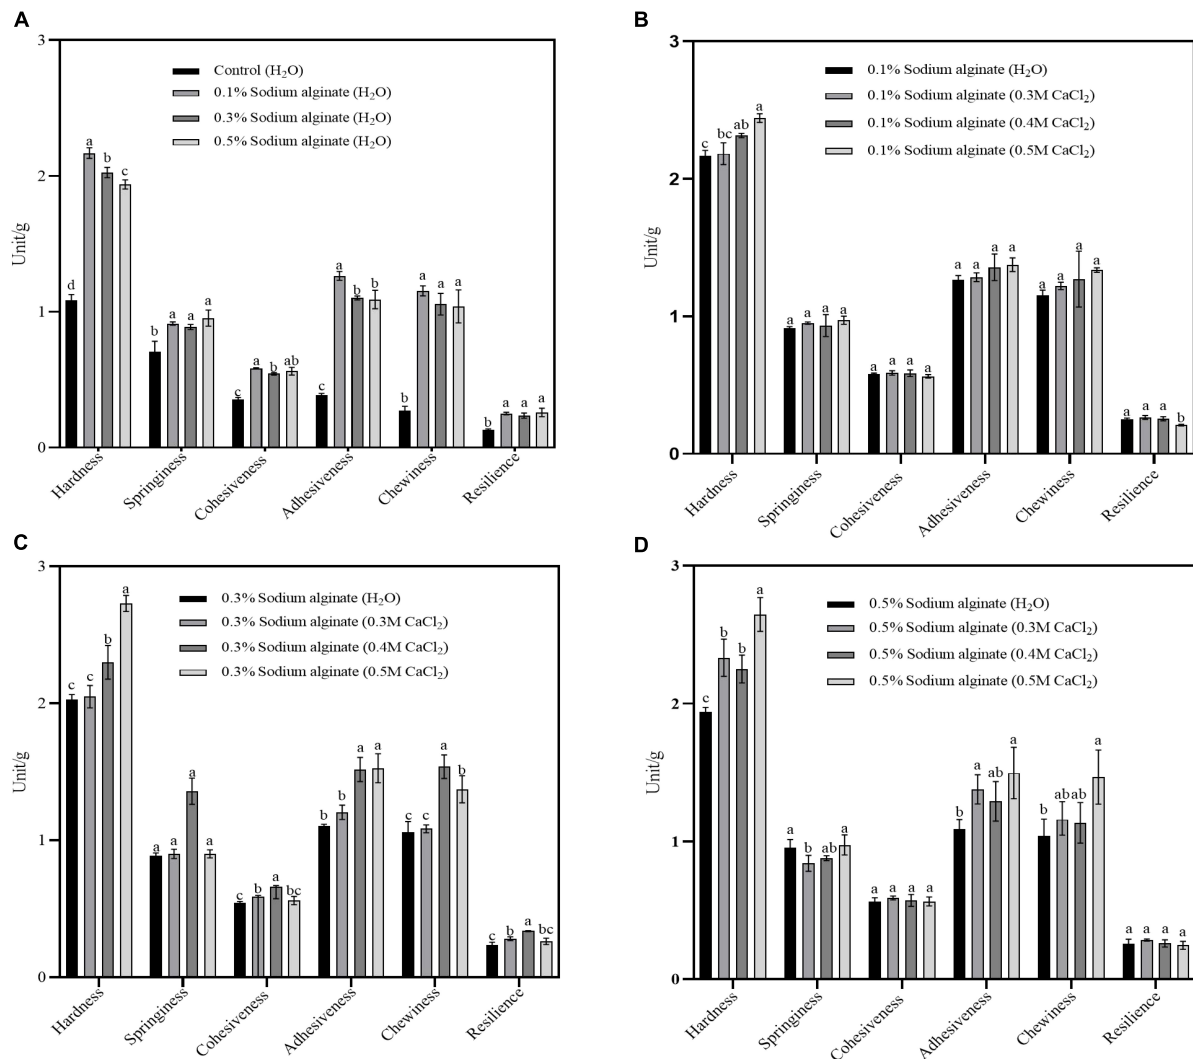 A
3
2
1
0
Unit/g
Control (H₂O)
0.1% Sodium alginate (H₂O)
0.3% Sodium alginate (H₂O)
0.5% Sodium alginate (H₂O)
d a b c
b a a a
c a b ab
c a b b
b a a a
b a a a
Hardness
Springiness
Cohesiveness
Adhesiveness
Chewiness
Resilience
B
3
2
1
0
Unit/g
0.1% Sodium alginate (H₂O)
0.1% Sodium alginate (0.3M CaCl₂)
0.1% Sodium alginate (0.4M CaCl₂)
0.1% Sodium alginate (0.5M CaCl₂)
c bc ab a
a a a a
a a a a
a a a a
a a a a
a a a b
Hardness
Springiness
Cohesiveness
Adhesiveness
Chewiness
Resilience
C
3
2
1
0
Unit/g
0.3% Sodium alginate (H₂O)
0.3% Sodium alginate (0.3M CaCl₂)
0.3% Sodium alginate (0.4M CaCl₂)
0.3% Sodium alginate (0.5M CaCl₂)
c c b a
a a a a
c b a bc
b b a a
c c a b
c b a bc
Hardness
Springiness
Cohesiveness
Adhesiveness
Chewiness
Resilience
D
3
2
1
0
Unit/g
0.5% Sodium alginate (H₂O)
0.5% Sodium alginate (0.3M CaCl₂)
0.5% Sodium alginate (0.4M CaCl₂)
0.5% Sodium alginate (0.5M CaCl₂)
c b b a
a b ab a
a a a a
b a ab a
b ab ab a
a a a a
Hardness
Springiness
Cohesiveness
Adhesiveness
Chewiness
Resilience